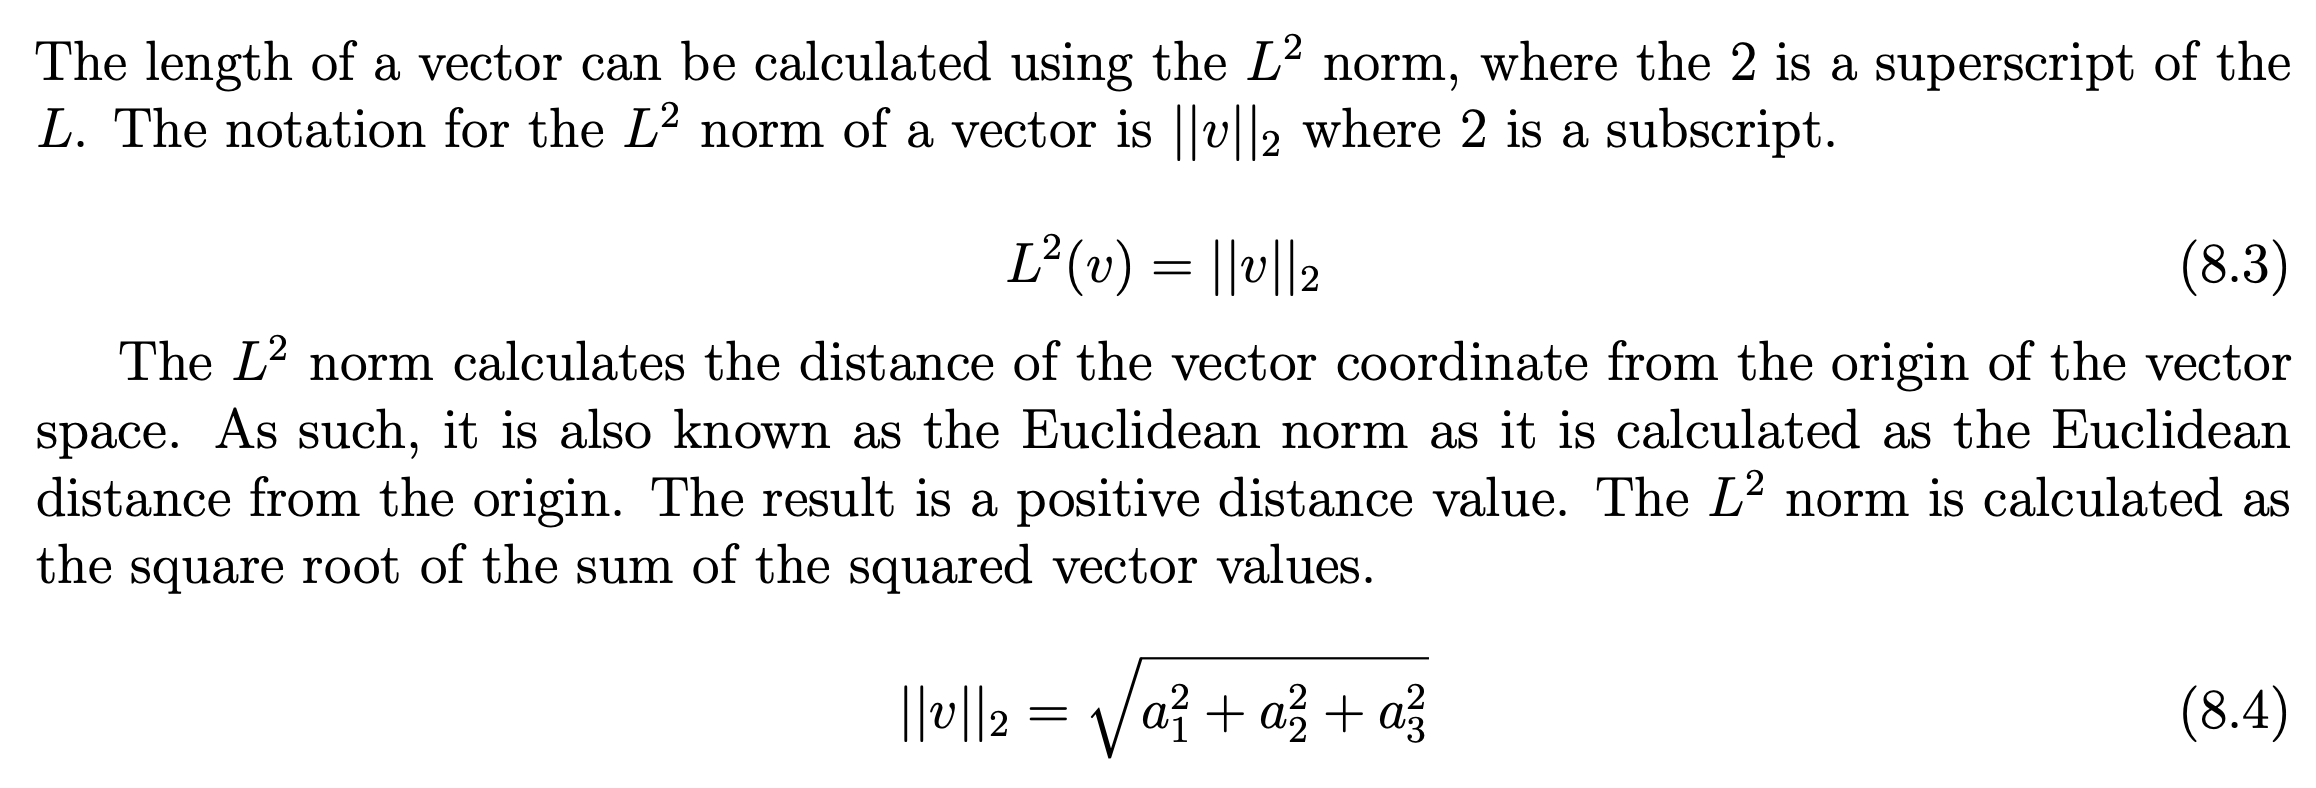 The length of a vector can be calculated using the L² norm, where the 2 is a superscript of the
L. The notation for the L² norm of a vector is ||v||₂ where 2 is a subscript.
L²(v) = ||v||₂ (8.3)
The L² norm calculates the distance of the vector coordinate from the origin of the vector
space. As such, it is also known as the Euclidean norm as it is calculated as the Euclidean
distance from the origin. The result is a positive distance value. The L² norm is calculated as
the square root of the sum of the squared vector values.
||v||₂ = √(a₁² + a₂² + a₃²) (8.4)